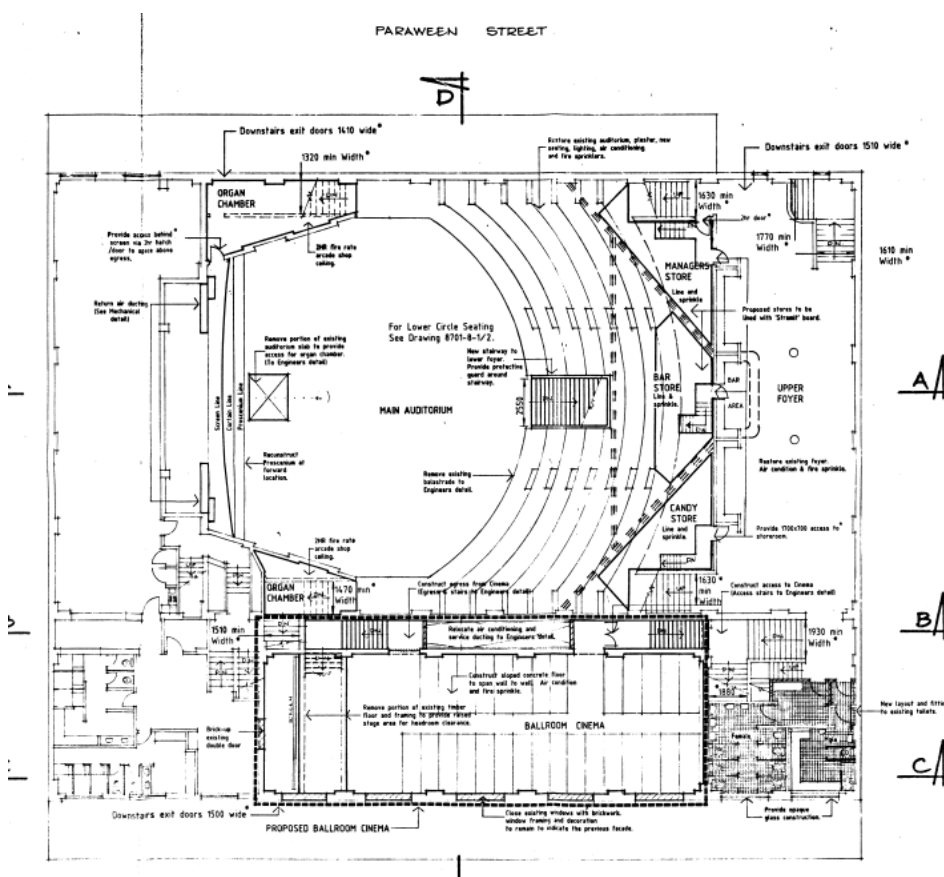 PARAWEEN STREET
D
Downstairs exit doors 1410 wide*
1320 min Width*
Restore existing auditorium, plaster, new
seating, lighting, air conditioning
and fire sprinklers.
Downstairs exit doors 1510 wide*
ORGAN
CHAMBER
DN
UP
1630 min
Width*
2hr door*
1770 min
Width*
DN
1610 min
Width*
Provide access behind*
screen via 2hr hatch
/door to space above
egress.
2HR fire rate
arcade shop
ceiling.
MANAGERS
STORE
Line and
sprinkle
Return air ducting
(See Mechanical
detail)
Proposed stores to be
lined with 'Stramit' board.
For Lower Circle Seating
See Drawing 8701-8-1/2.
Remove portion of existing
auditorium slab to provide
access for organ chamber.
(To Engineers detail)
New stairway to
lower foyer.
Provide protective
guard around
stairway.
BAR
STORE
Line &
sprinkle.
BAR
AREA
UPPER
FOYER
A
2550
DN
MAIN AUDITORIUM
Screen Line
Curtain Line
Proscenium Line
Reconstruct
Proscenium at
forward
location.
Remove existing
balustrade to
Engineers detail.
Restore existing foyer.
Air condition & fire sprinkle.
CANDY
STORE
Line and
sprinkle.
Provide 1700x700 access to*
storeroom.
2HR fire rate
arcade shop
ceiling.
ORGAN
CHAMBER
1470 min
Width*
Construct egress from Cinema
(Egress & stairs to Engineers detail)
1630*
min
Width*
Construct access to Cinema
(Access stairs to Engineers detail)
1510 min
Width*
Relocate air conditioning and
service ducting to Engineers detail.
1930 min
Width*
B
Construct sloped concrete floor
to span wall to wall. Air condition
and fire sprinkle.
*1880*
SCREEN
Remove portion of existing timber
floor and framing to provide raised
stage area for headroom clearance.
BALLROOM CINEMA
New layout and fitt
to existing toilets.
Brick-up
existing
double door
Female
C
Downstairs exit doors 1500 wide*
PROPOSED BALLROOM CINEMA
Close existing windows with brickwork,
window framing and decoration
to remain to indicate the previous facade.
Provide opaque
glass construction.